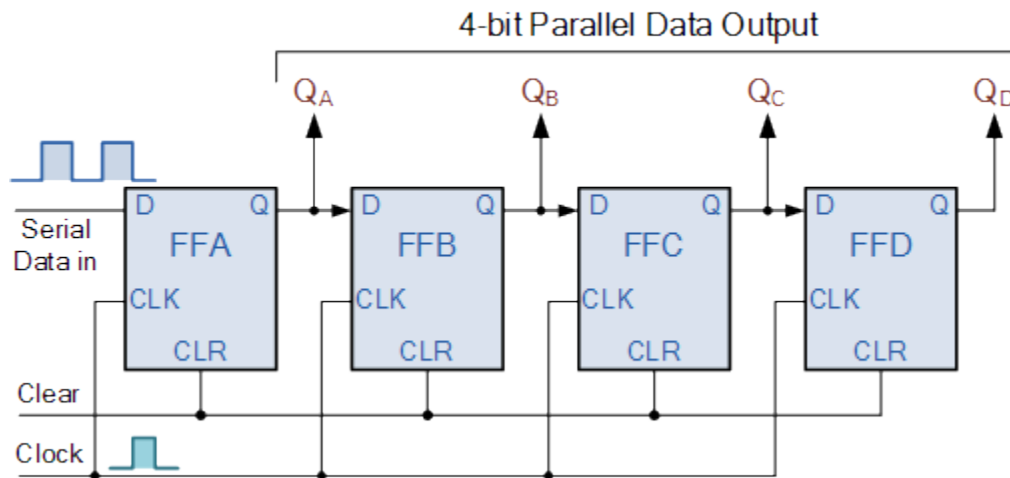 4-bit Parallel Data Output
QA QB QC QD
D Q D Q D Q D Q
Serial
Data in
FFA FFB FFC FFD
CLK CLK CLK CLK
CLR CLR CLR CLR
Clear
Clock